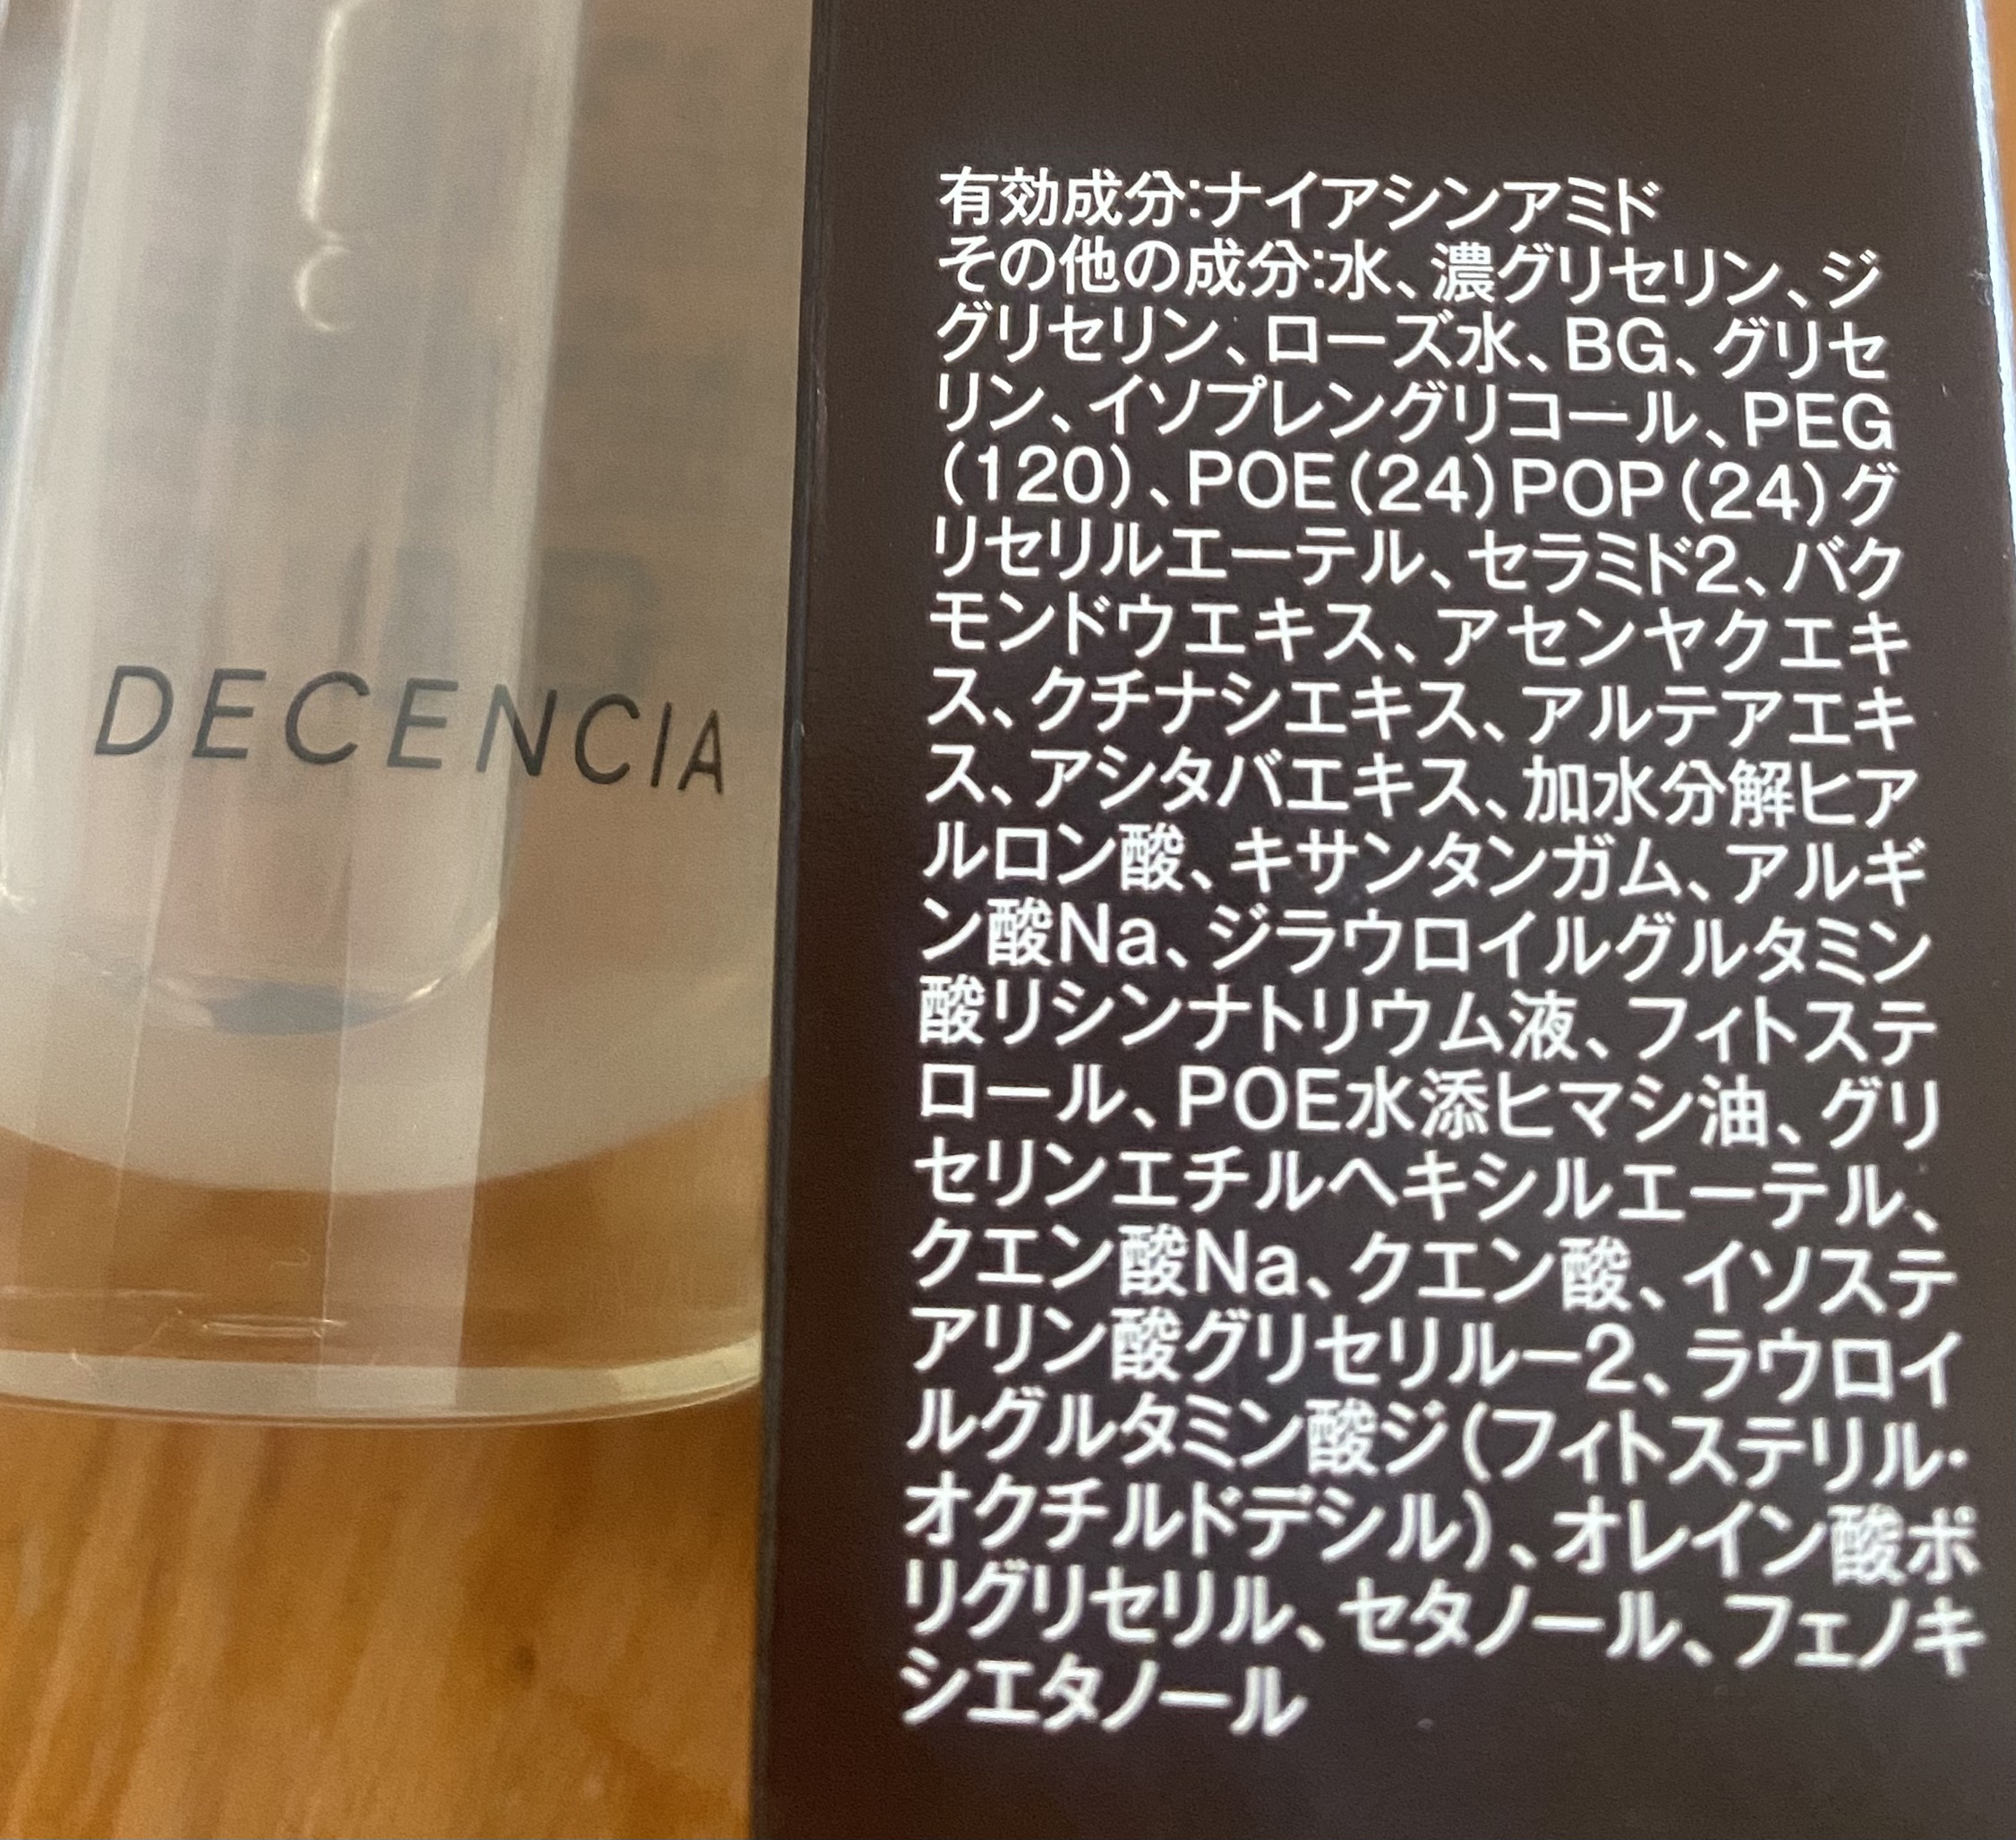 DECENCIA
有効成分:ナイアシンアミド
その他の成分:水、濃グリセリン、ジ
グリセリン、ローズ水、BG、グリセ
リン、イソプレングリコール、PEG
(120)、POE(24)POP(24)グ
リセリルエーテル、セラミド2、バク
モンドウエキス、アセンヤクエキ
ス、クチナシエキス、アルテアエキ
ス、アシタバエキス、加水分解ヒア
ルロン酸、キサンタンガム、アルギ
ン酸Na、ジラウロイルグルタミン
酸リシンナトリウム液、フィトステ
ロール、POE水添ヒマシ油、グリ
セリンエチルヘキシルエーテル、
クエン酸Na、クエン酸、イソステ
アリン酸グリセリルー2、ラウロイ
ルグルタミン酸ジ(フィトステリル・
オクチルドデシル)、オレイン酸ポ
リグリセリル、セタノール、フェノキ
シエタノール